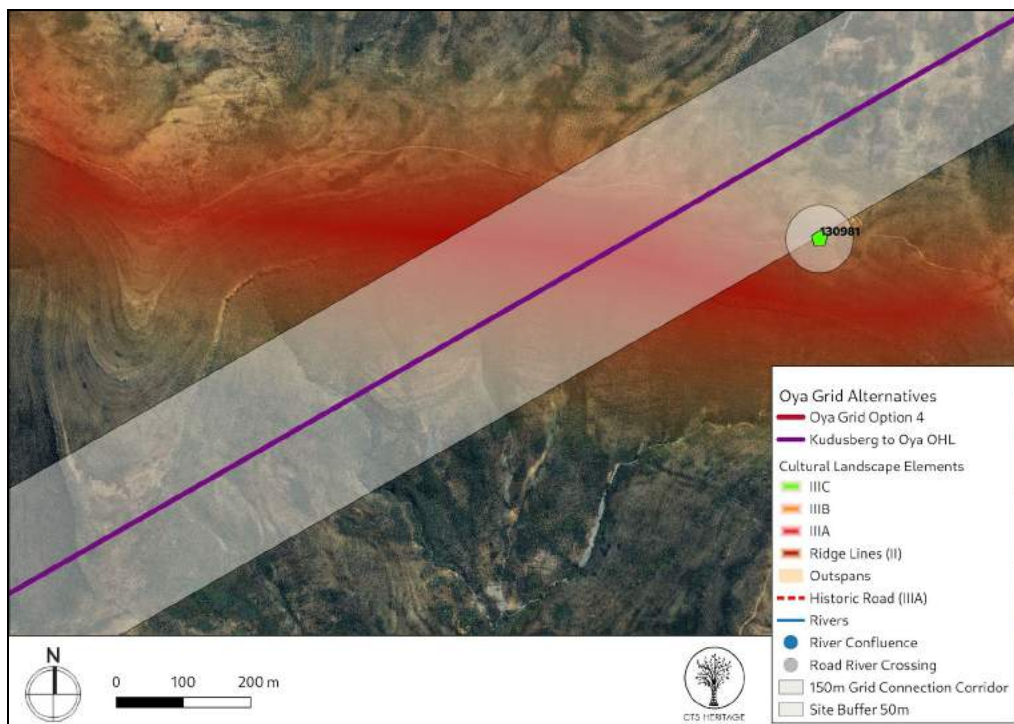 130981
Oya Grid Alternatives
Oya Grid Option 4
Kudusberg to Oya OHL
Cultural Landscape Elements
IIIC
IIIB
IIIA
Ridge Lines (II)
Outspans
Historic Road (IIIA)
Rivers
River Confluence
Road River Crossing
150m Grid Connection Corridor
Site Buffer 50m
N
0 100 200 m
CTS HERITAGE